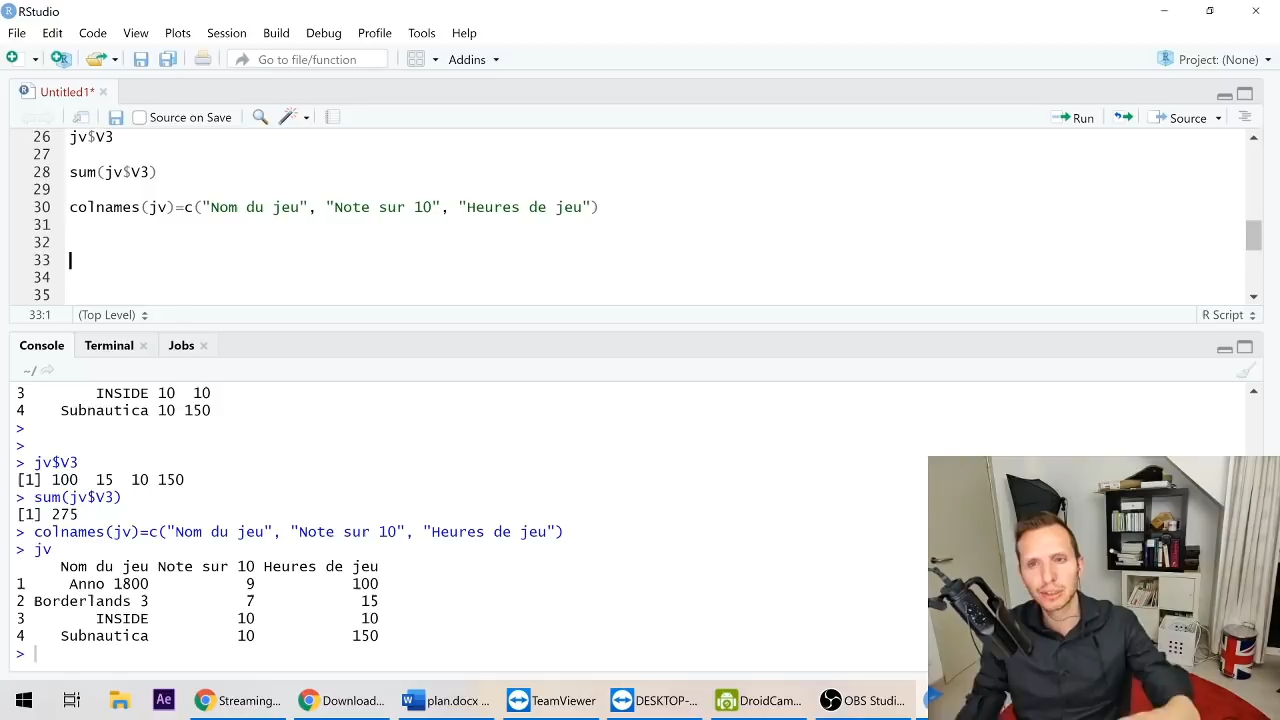 RStudio
File Edit Code View Plots Session Build Debug Profile Tools Help
Go to file/function Addins Project: (None)
Untitled1*
Source on Save Run Source
26 jv$V3
27
28 sum(jv$V3)
29
30 colnames(jv)=c("Nom du jeu", "Note sur 10", "Heures de jeu")
31
32
33
34
35
33:1 (Top Level) R Script
Console Terminal Jobs
~/
3 INSIDE 10 10
4 Subnautica 10 150
>
>
> jv$V3
[1] 100 15 10 150
> sum(jv$V3)
[1] 275
> colnames(jv)=c("Nom du jeu", "Note sur 10", "Heures de jeu")
> jv
Nom du jeu Note sur 10 Heures de jeu
1 Anno 1800 9 100
2 Borderlands 3 7 15
3 INSIDE 10 10
4 Subnautica 10 150
>
Ae Streaming... Download... plan.docx ... TeamViewer DESKTOP-... DroidCam... OBS Studi...